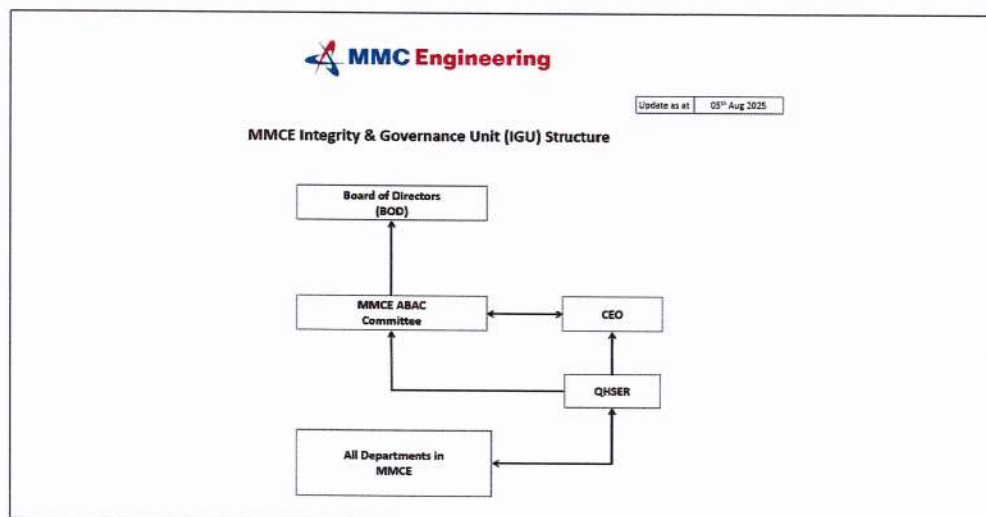 MMC Engineering
Update as at 05th Aug 2025
MMCE Integrity & Governance Unit (IGU) Structure
Board of Directors
(BOD)
MMCE ABAC
Committee
CEO
QHSER
All Departments in
MMCE